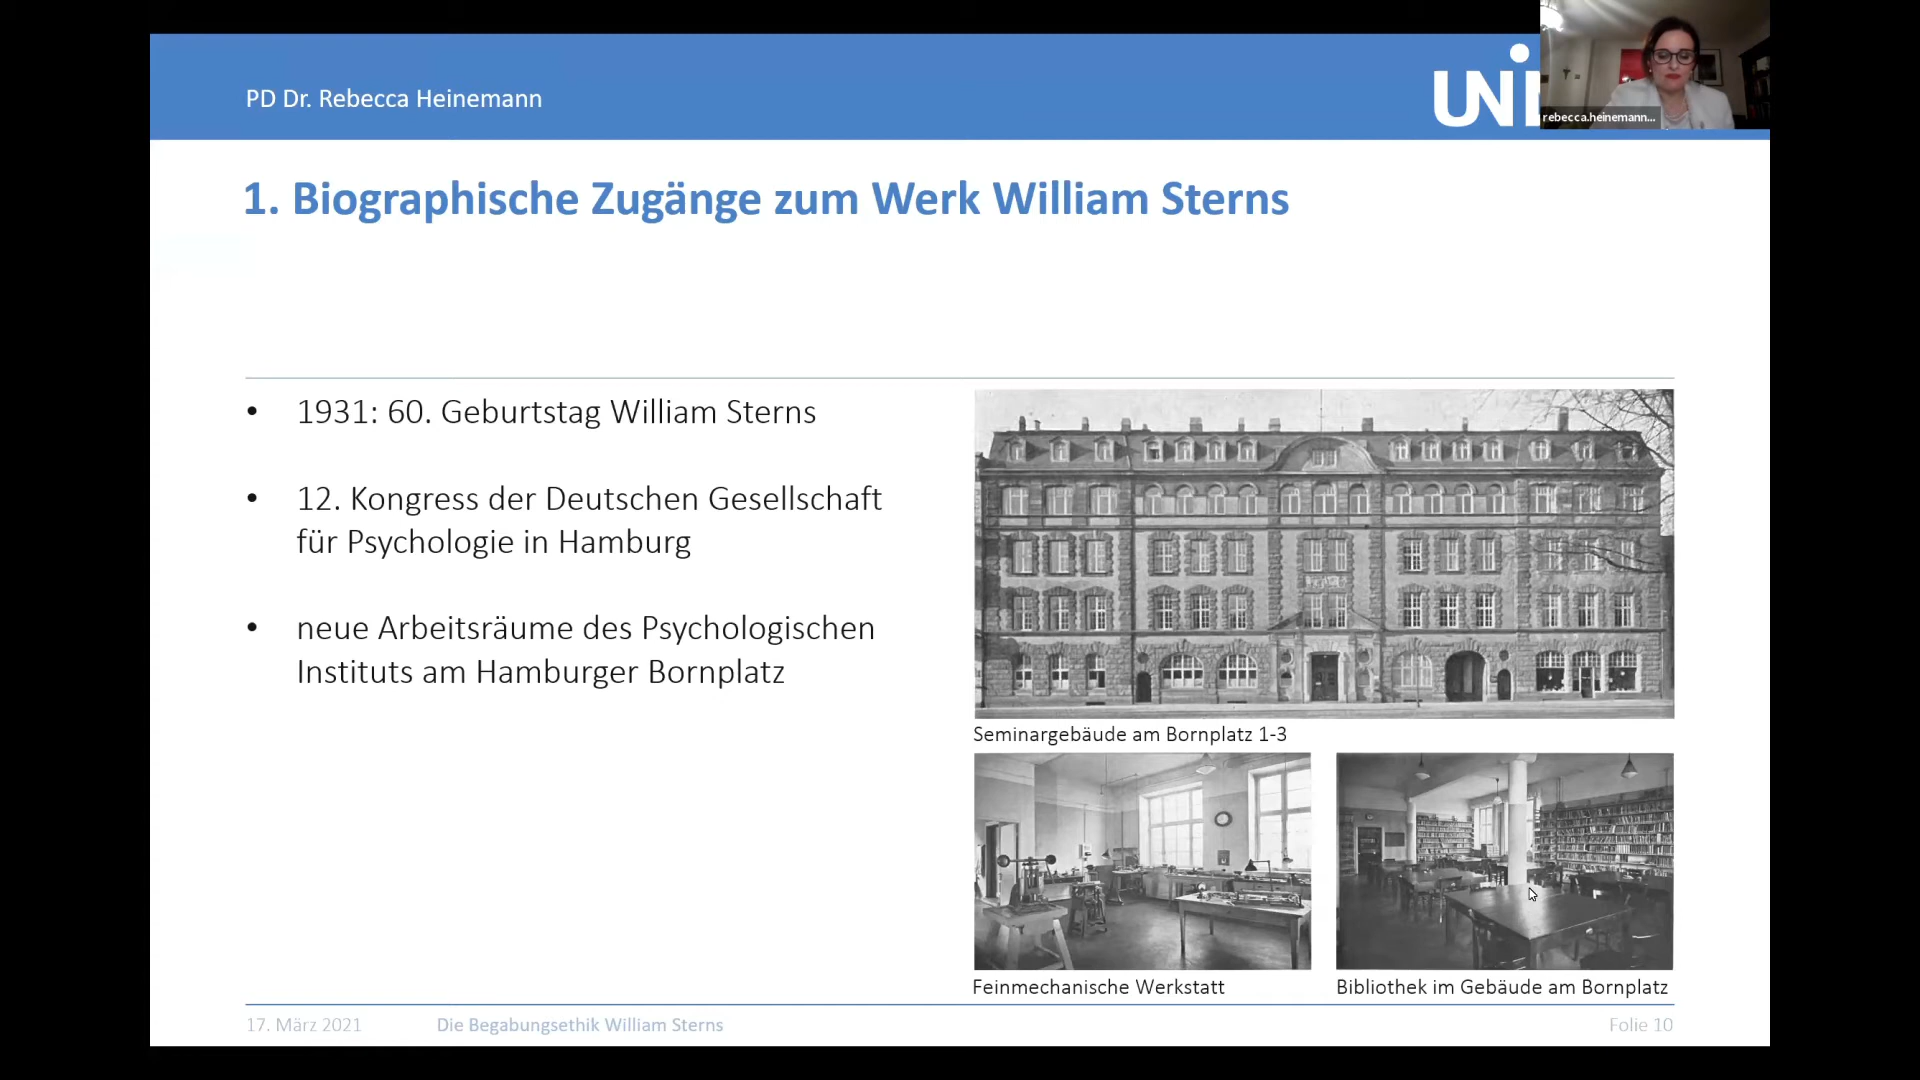 PD Dr. Rebecca Heinemann
UNI
rebecca.heinemann...
1. Biographische Zugänge zum Werk William Sterns
• 1931: 60. Geburtstag William Sterns
• 12. Kongress der Deutschen Gesellschaft
für Psychologie in Hamburg
• neue Arbeitsräume des Psychologischen
Instituts am Hamburger Bornplatz
Seminargebäude am Bornplatz 1-3
Feinmechanische Werkstatt
Bibliothek im Gebäude am Bornplatz
17. März 2021
Die Begabungsethik William Sterns
Folie 10